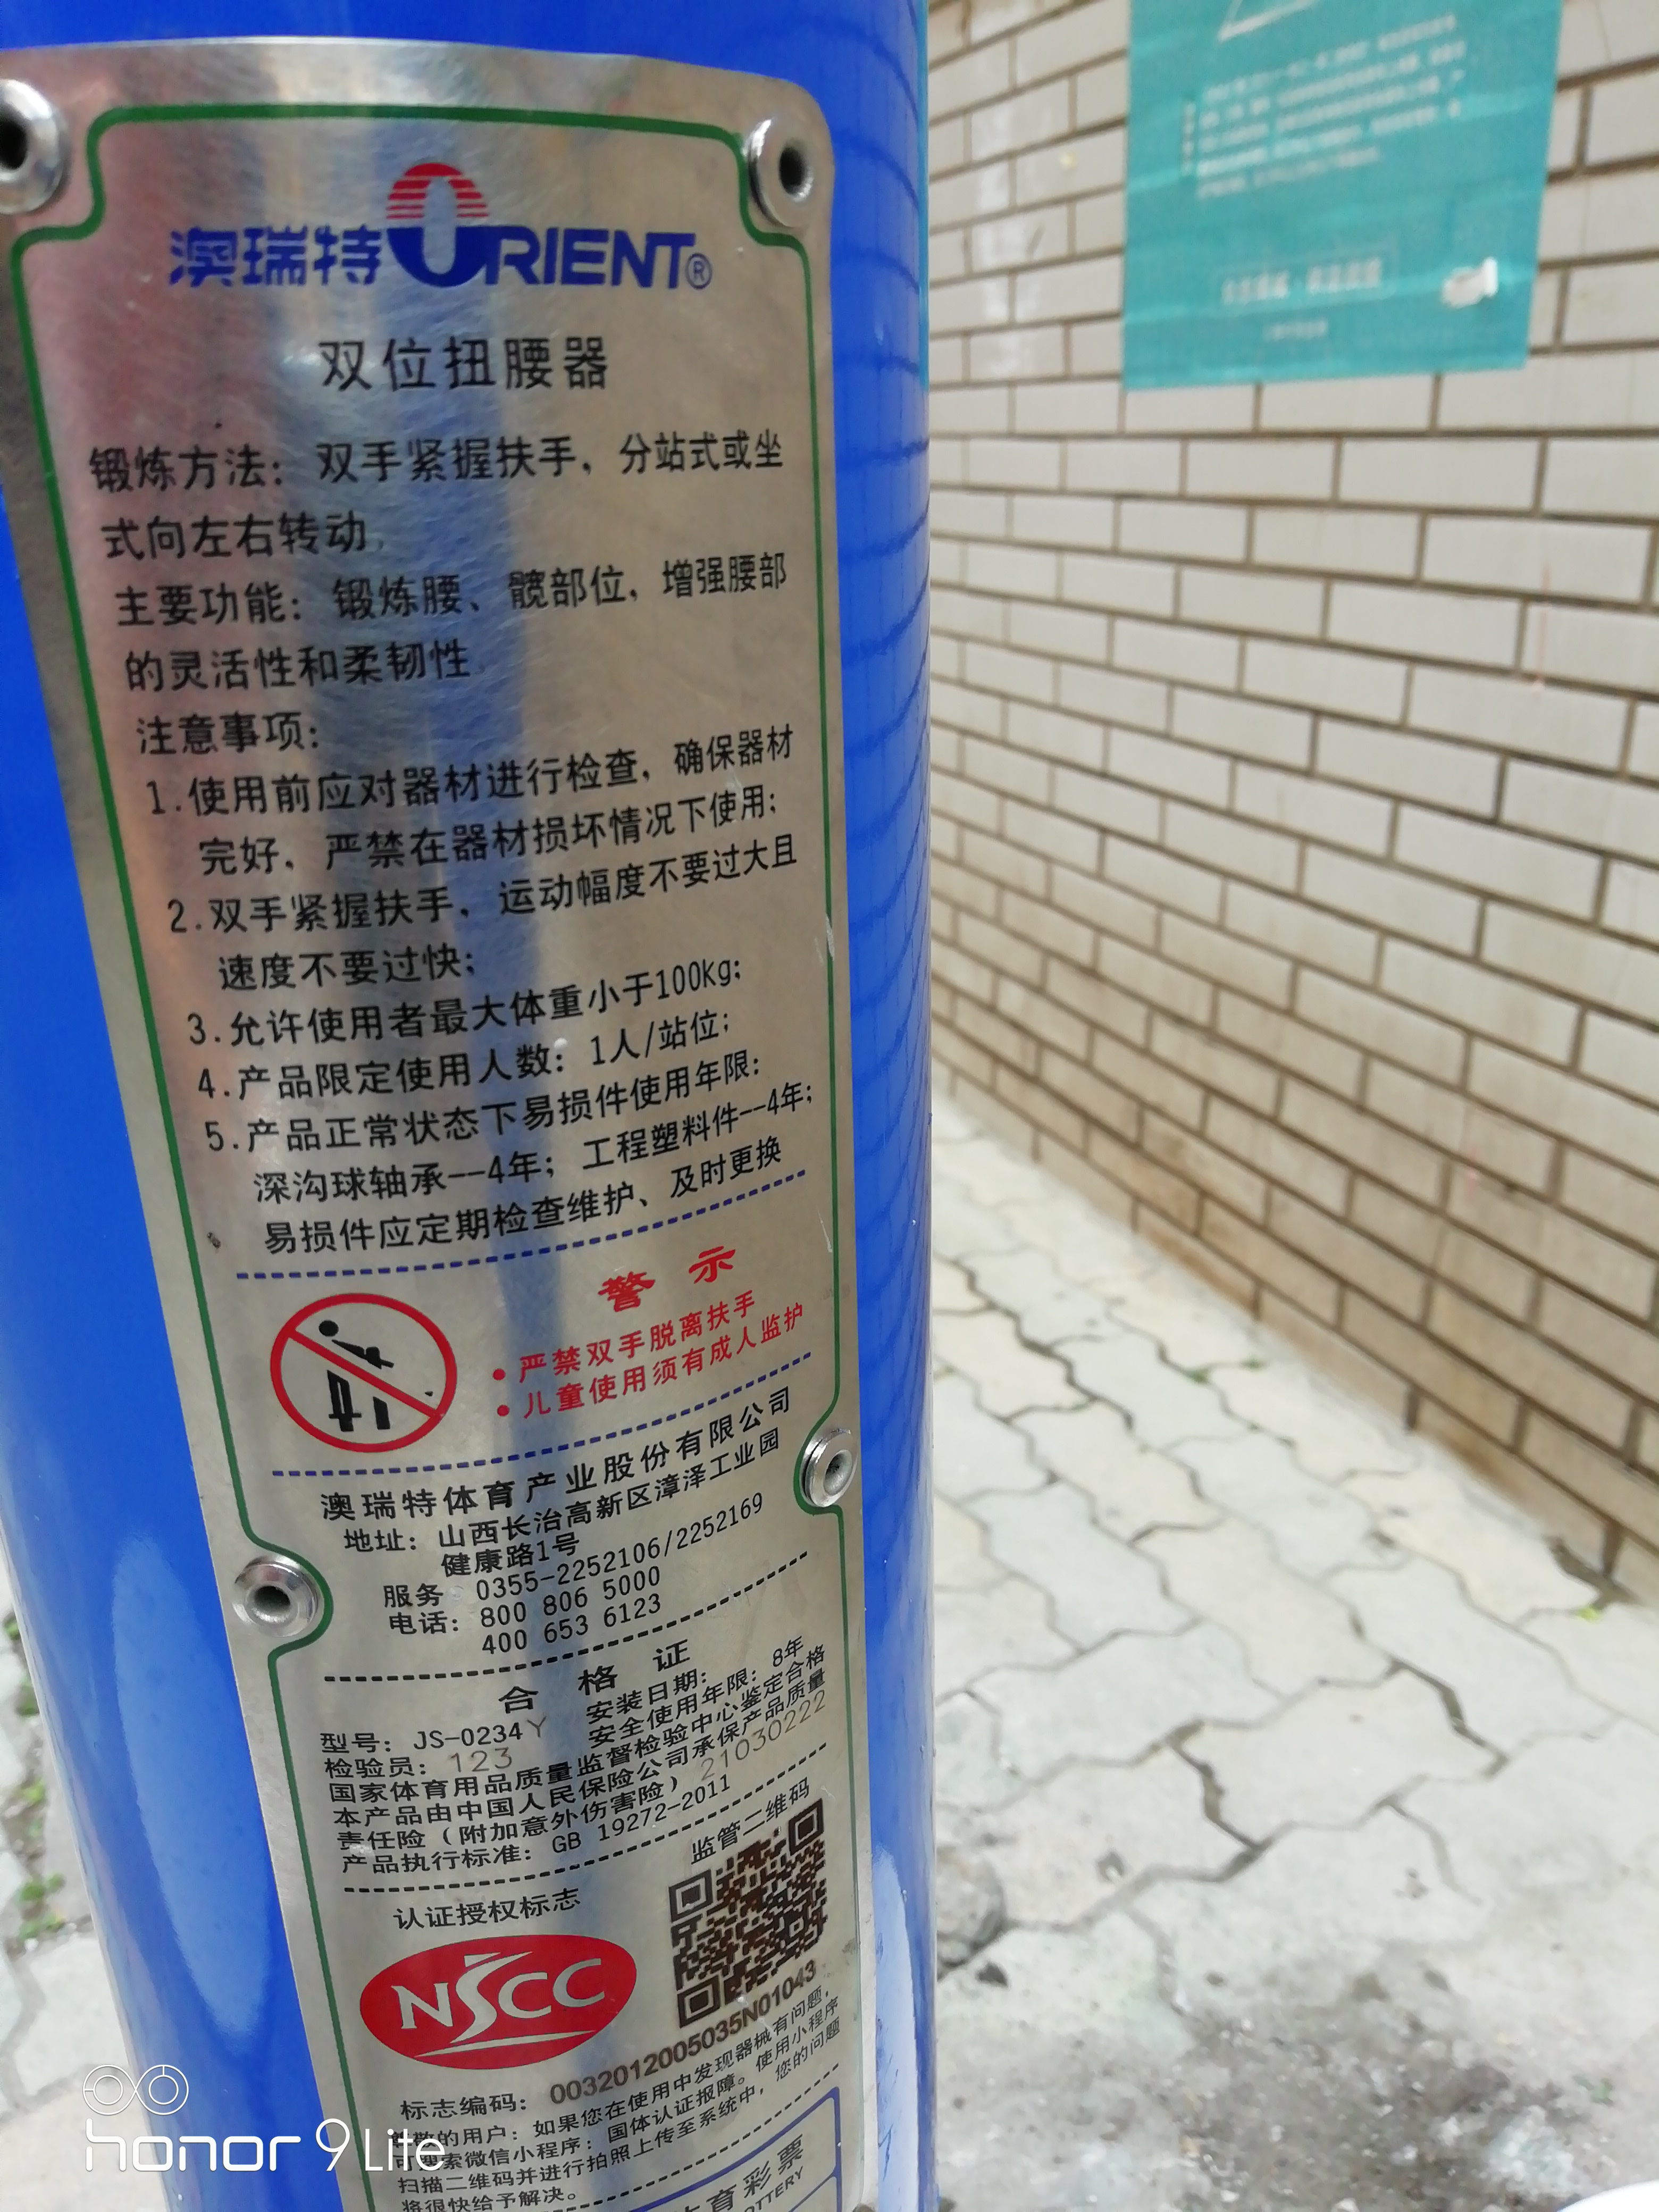 澳瑞特ORIENT®
双位扭腰器
锻炼方法：双手紧握扶手，分站式或坐
式向左右转动。
主要功能：锻炼腰、髋部位，增强腰部
的灵活性和柔韧性。
注意事项：
1.使用前应对器材进行检查，确保器材
完好，严禁在器材损坏情况下使用；
2.双手紧握扶手，运动幅度不要过大且
速度不要过快；
3.允许使用者最大体重小于100Kg；
4.产品限定使用人数：1人/站位；
5.产品正常状态下易损件使用年限：
深沟球轴承--4年；工程塑料件--4年；
易损件应定期检查维护、及时更换
警 示
●严禁双手脱离扶手
●儿童使用须有成人监护
澳瑞特体育产业股份有限公司
地址：山西长治高新区漳泽工业园
健康路1号
服务 0355-2252106/2252169
电话：800 806 5000
400 653 6123
合 格 证
型号：JS-0234Y 安装日期：
检验员：123 安全使用年限：8年
国家体育用品质量监督检验中心鉴定合格
本产品由中国人民保险公司承保产品质量
责任险（附加意外伤害险）21030222
产品执行标准：GB 19272-2011
认证授权标志 监管二维码
NSCC
标志编码：0032012005035N01043
的用户：如果您在使用中发现器械有问题，
可搜索微信小程序：国体认证报障。使用小程序
扫描二维码并进行拍照上传至系统中，您的问题
将很快给予解决。
育彩票
OTTERY
honor 9 Lite